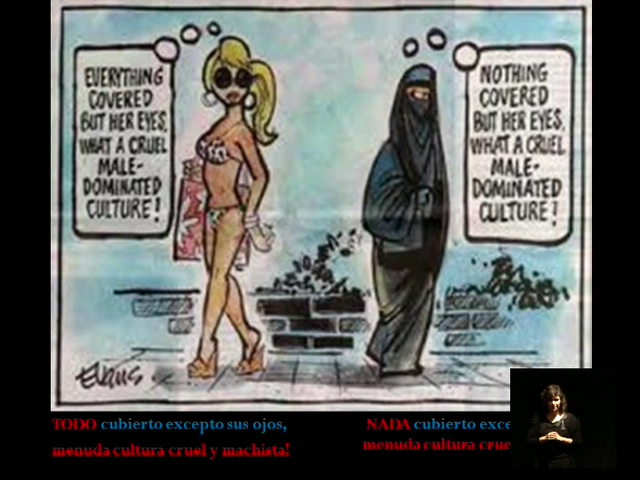 EVERYTHING
COVERED
BUT HER EYES,
WHAT A CRUEL
MALE-
DOMINATED
CULTURE!
NOTHING
COVERED
BUT HER EYES,
WHAT A CRUEL
MALE-
DOMINATED
CULTURE!
Evans
TODO cubierto excepto sus ojos,
menuda cultura cruel y machista!
NADA cubierto exce
menuda cultura crue